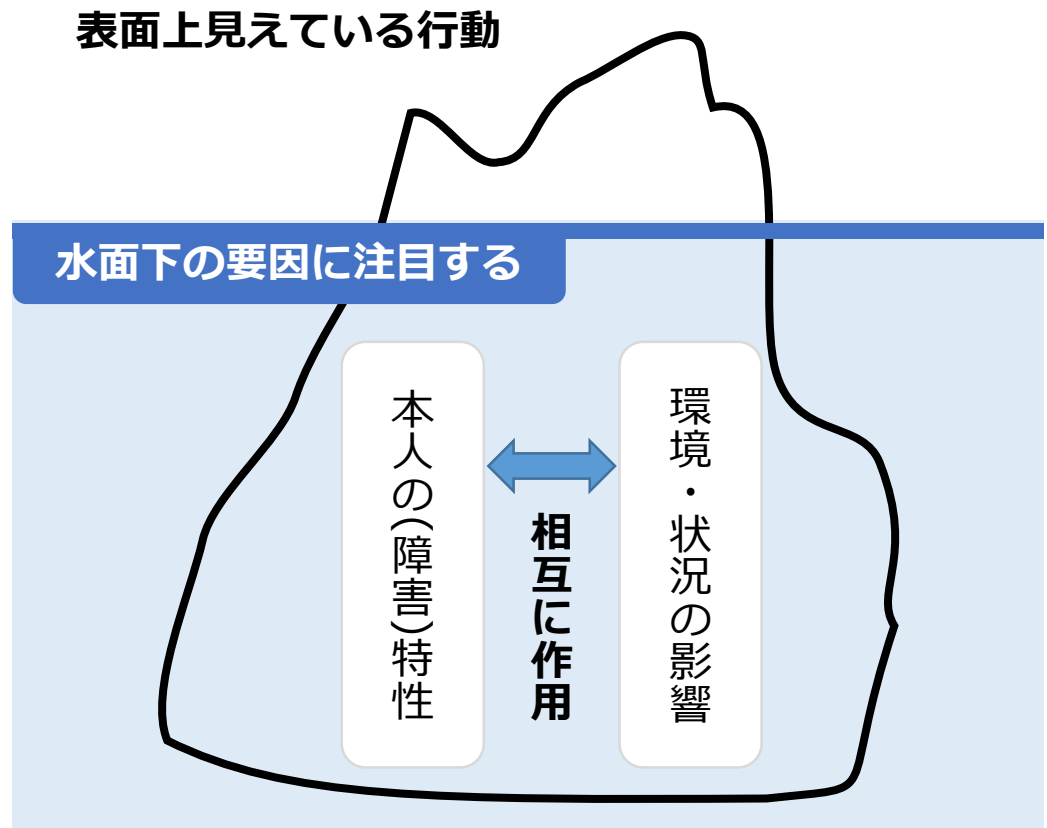 表面上見えている行動
水面下の要因に注目する
本人の(障害)特性
相互に作用
環境・状況の影響